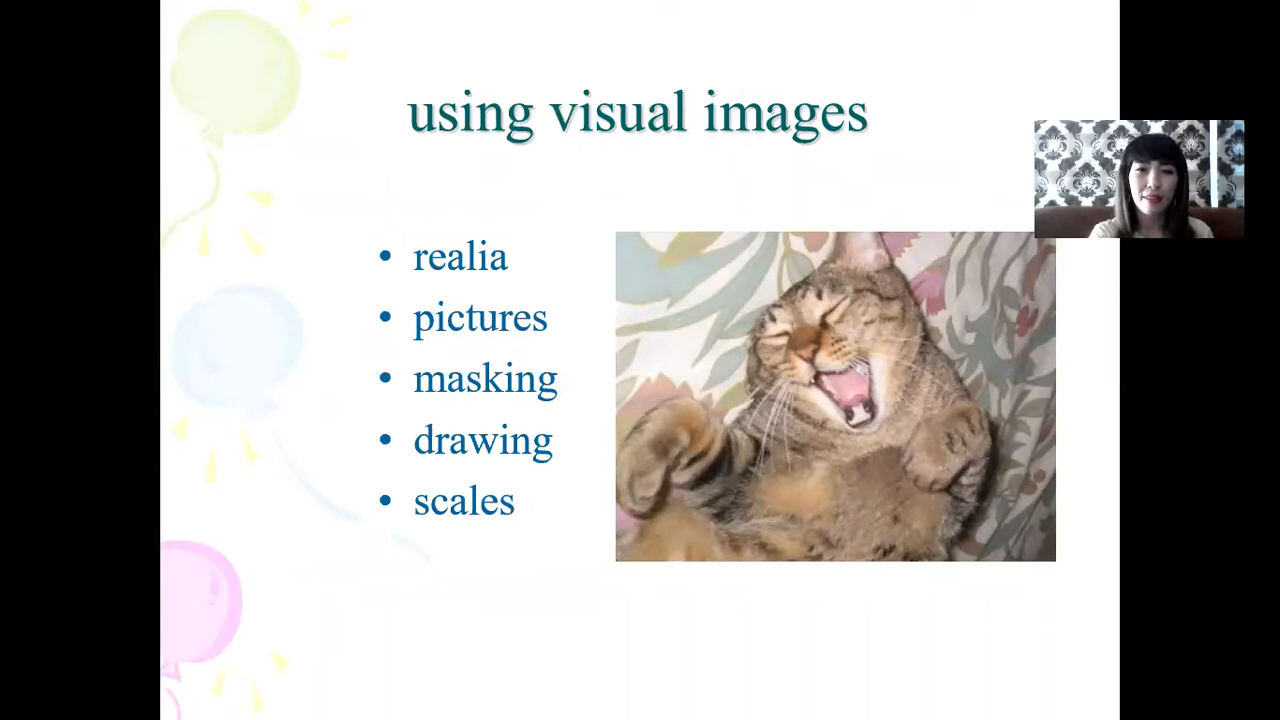 using visual images
• realia
• pictures
• masking
• drawing
• scales